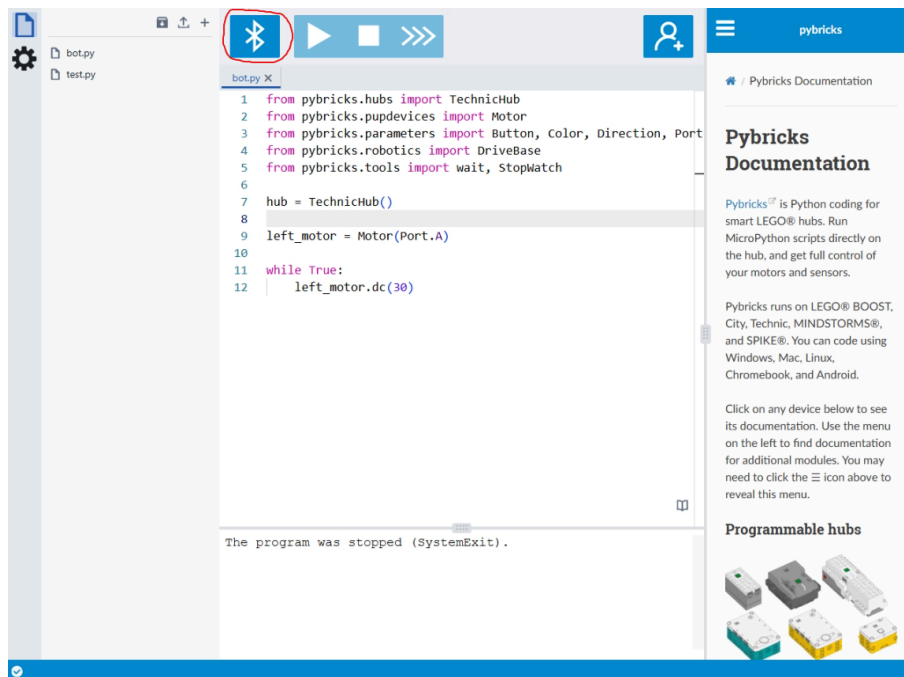 bot.py
test.py
bot.py X
1 from pybricks.hubs import TechnicHub
2 from pybricks.pupdevices import Motor
3 from pybricks.parameters import Button, Color, Direction, Port
4 from pybricks.robotics import DriveBase
5 from pybricks.tools import wait, StopWatch
6
7 hub = TechnicHub()
8
9 left_motor = Motor(Port.A)
10
11 while True:
12     left_motor.dc(30)
The program was stopped (SystemExit).
pybricks
/ Pybricks Documentation
Pybricks
Documentation
Pybricks is Python coding for
smart LEGO® hubs. Run
MicroPython scripts directly on
the hub, and get full control of
your motors and sensors.
Pybricks runs on LEGO® BOOST,
City, Technic, MINDSTORMS®,
and SPIKE®. You can code using
Windows, Mac, Linux,
Chromebook, and Android.
Click on any device below to see
its documentation. Use the menu
on the left to find documentation
for additional modules. You may
need to click the ☰ icon above to
reveal this menu.
Programmable hubs